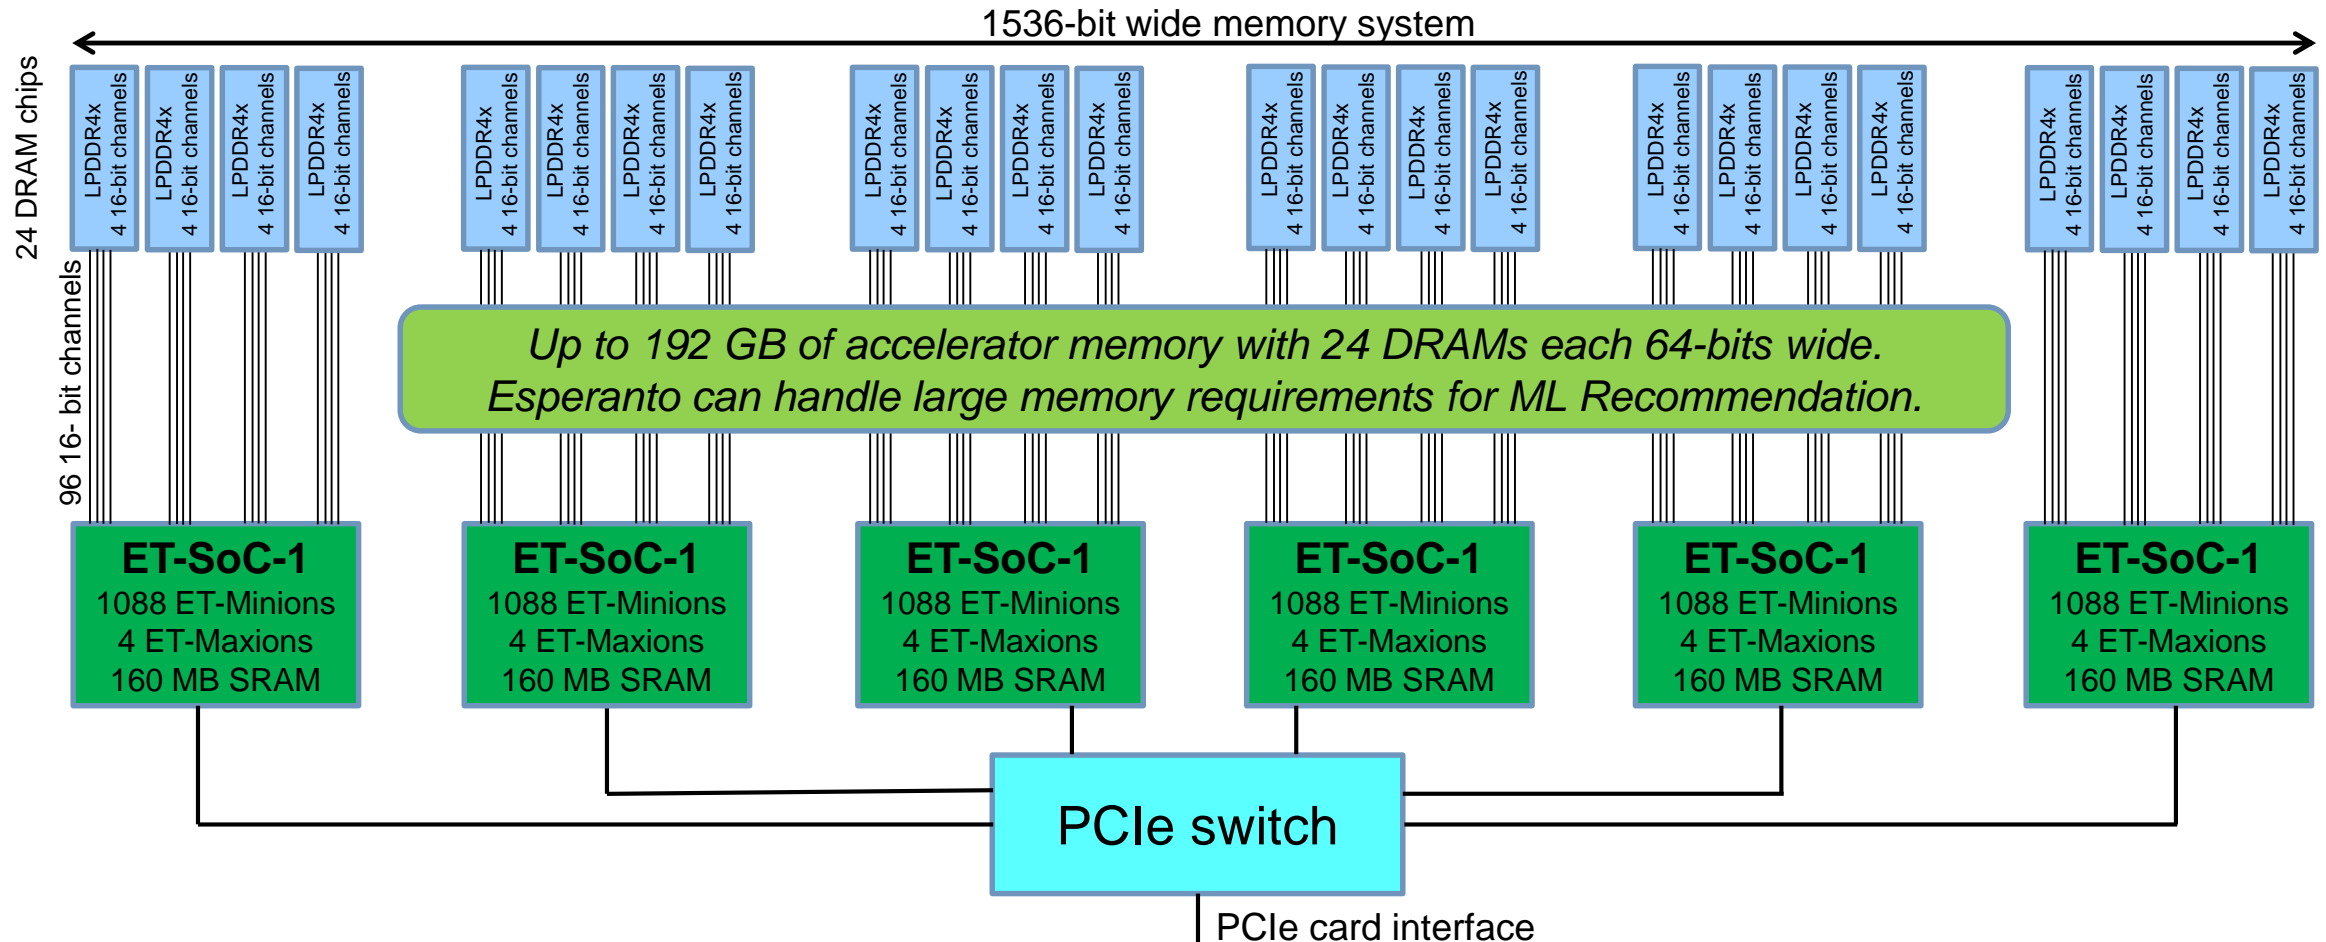 1536-bit wide memory system
24 DRAM chips
LPDDR4x
4 16-bit channels
LPDDR4x
4 16-bit channels
LPDDR4x
4 16-bit channels
LPDDR4x
4 16-bit channels
LPDDR4x
4 16-bit channels
LPDDR4x
4 16-bit channels
LPDDR4x
4 16-bit channels
LPDDR4x
4 16-bit channels
LPDDR4x
4 16-bit channels
LPDDR4x
4 16-bit channels
LPDDR4x
4 16-bit channels
LPDDR4x
4 16-bit channels
LPDDR4x
4 16-bit channels
LPDDR4x
4 16-bit channels
LPDDR4x
4 16-bit channels
LPDDR4x
4 16-bit channels
LPDDR4x
4 16-bit channels
LPDDR4x
4 16-bit channels
LPDDR4x
4 16-bit channels
LPDDR4x
4 16-bit channels
LPDDR4x
4 16-bit channels
LPDDR4x
4 16-bit channels
LPDDR4x
4 16-bit channels
LPDDR4x
4 16-bit channels
96 16- bit channels
Up to 192 GB of accelerator memory with 24 DRAMs each 64-bits wide.
Esperanto can handle large memory requirements for ML Recommendation.
ET-SoC-1
1088 ET-Minions
4 ET-Maxions
160 MB SRAM
ET-SoC-1
1088 ET-Minions
4 ET-Maxions
160 MB SRAM
ET-SoC-1
1088 ET-Minions
4 ET-Maxions
160 MB SRAM
ET-SoC-1
1088 ET-Minions
4 ET-Maxions
160 MB SRAM
ET-SoC-1
1088 ET-Minions
4 ET-Maxions
160 MB SRAM
ET-SoC-1
1088 ET-Minions
4 ET-Maxions
160 MB SRAM
PCIe switch
PCIe card interface